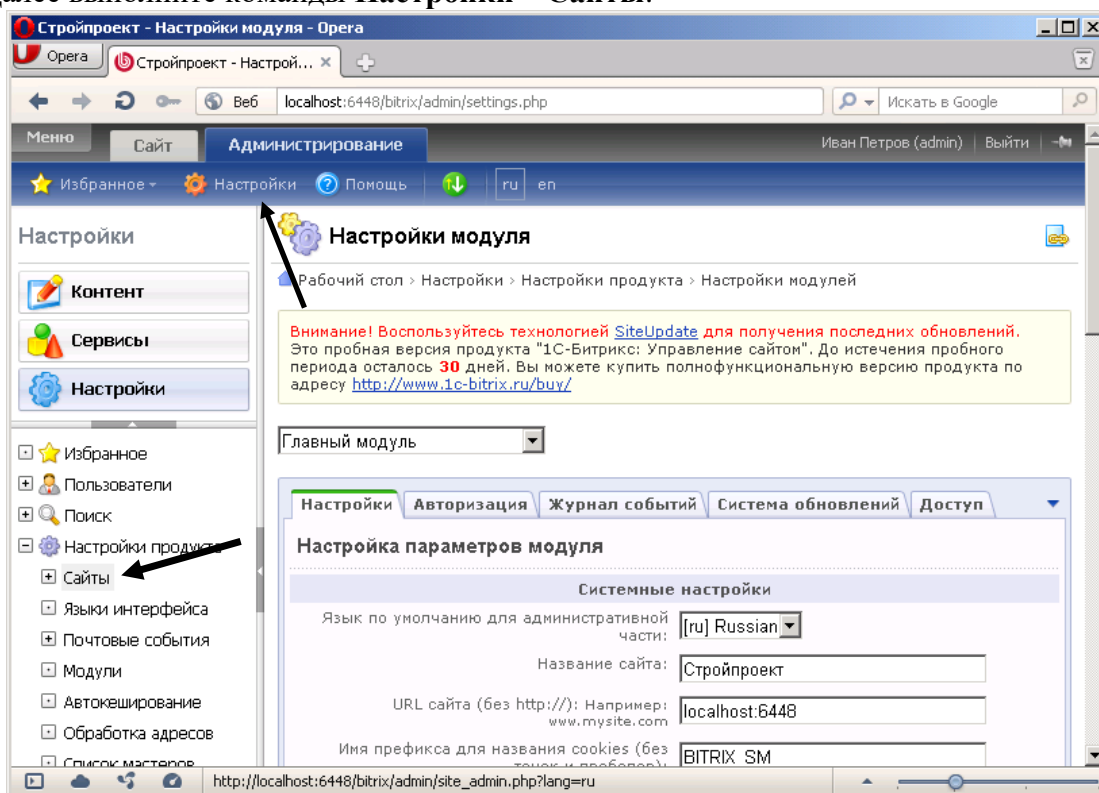 далее выполните команды Настройки – Сайты.
Стройпроект - Настройки модуля - Opera
Opera
Стройпроект - Настрой...
Веб
localhost:6448/bitrix/admin/settings.php
Искать в Google
Меню
Сайт
Администрирование
Иван Петров (admin)
Выйти
Избранное
Настройки
Помощь
ru
en
Настройки
Контент
Сервисы
Настройки
Избранное
Пользователи
Поиск
Настройки продукта
Сайты
Языки интерфейса
Почтовые события
Модули
Автокеширование
Обработка адресов
Список мастеров
Настройки модуля
Рабочий стол › Настройки › Настройки продукта › Настройки модулей
Внимание! Воспользуйтесь технологией SiteUpdate для получения последних обновлений.
Это пробная версия продукта "1С-Битрикс: Управление сайтом". До истечения пробного
периода осталось 30 дней. Вы можете купить полнофункциональную версию продукта по
адресу http://www.1c-bitrix.ru/buy/
Главный модуль
Настройки
Авторизация
Журнал событий
Система обновлений
Доступ
Настройка параметров модуля
Системные настройки
Язык по умолчанию для административной
части:
[ru] Russian
Название сайта:
Стройпроект
URL сайта (без http://): Например:
www.mysite.com
localhost:6448
Имя префикса для названия cookies (без
точек и пробелов):
BITRIX_SM
http://localhost:6448/bitrix/admin/site_admin.php?lang=ru